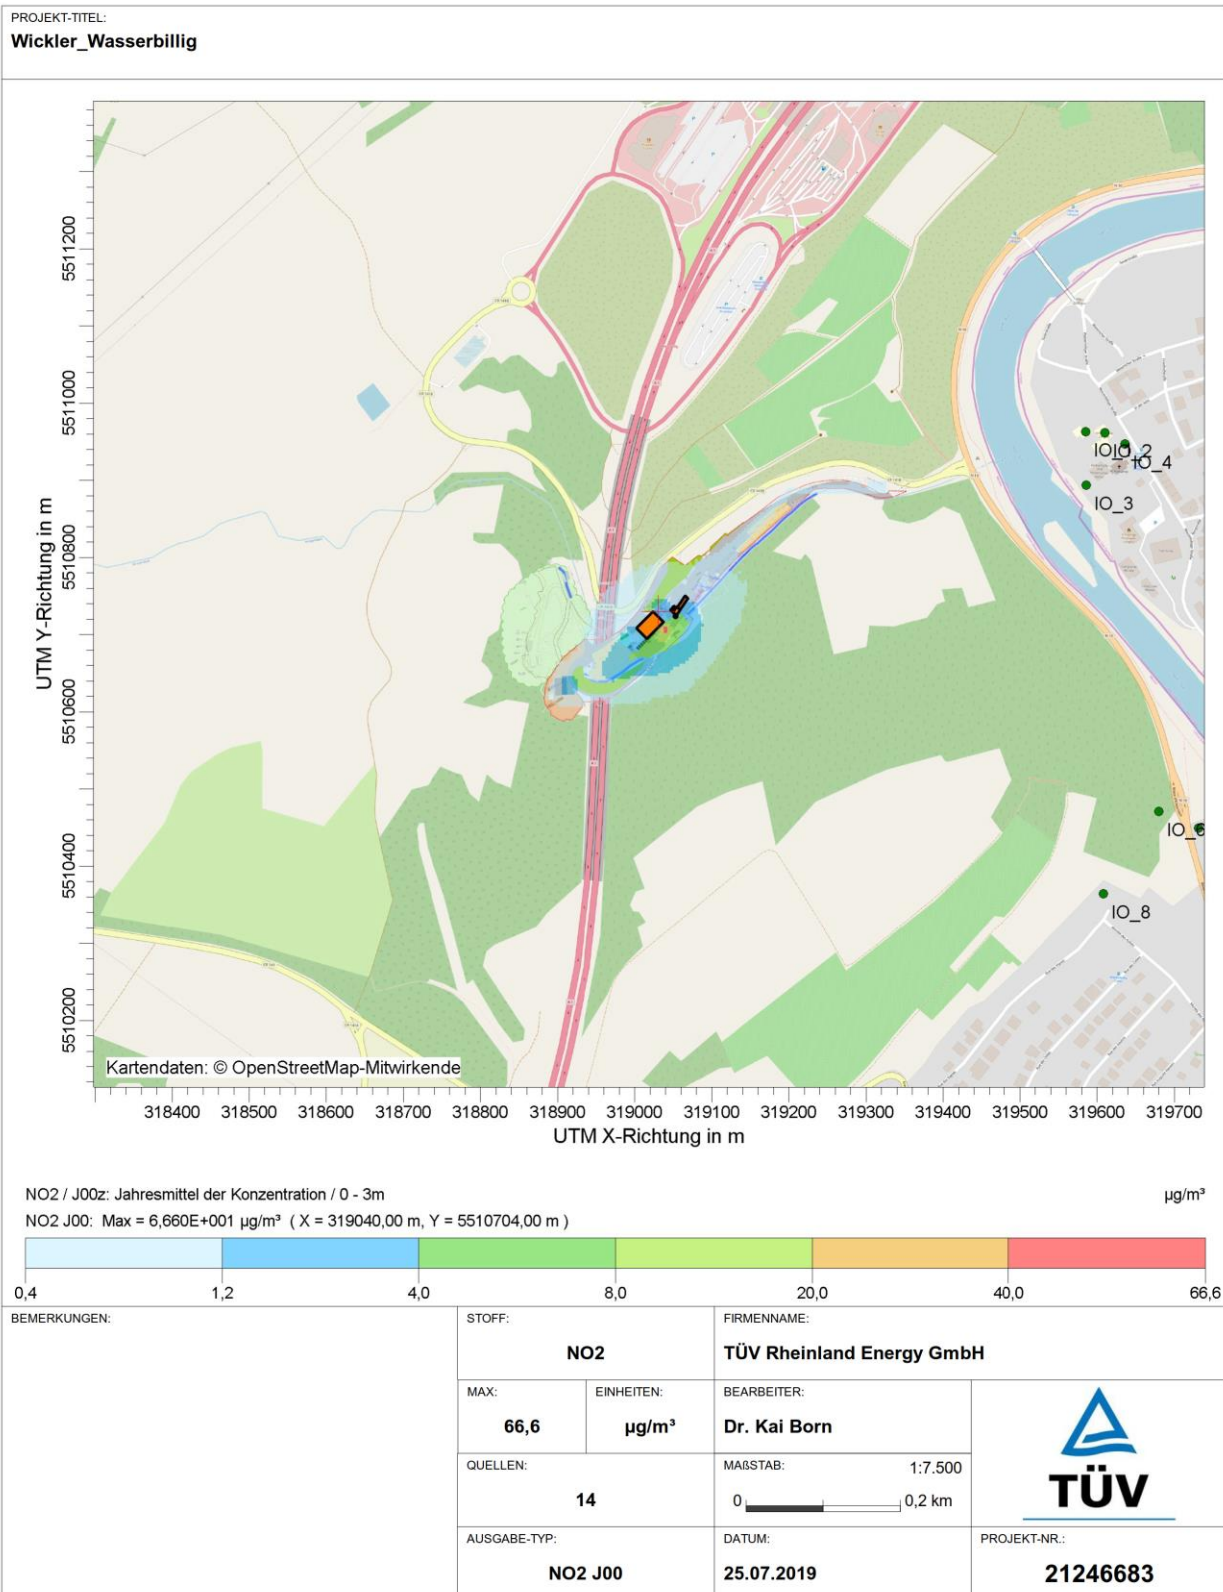 PROJEKT-TITEL:
Wickler_Wasserbillig
UTM Y-Richtung in m
5511200
5511000
5510800
5510600
5510400
5510200
IO_2
IO_4
IO_3
IO_8
Kartendaten: © OpenStreetMap-Mitwirkende
318400 318500 318600 318700 318800 318900 319000 319100 319200 319300 319400 319500 319600 319700
UTM X-Richtung in m
NO2 / J00z: Jahresmittel der Konzentration / 0 - 3m
µg/m³
NO2 J00: Max = 6,660E+001 µg/m³ ( X = 319040,00 m, Y = 5510704,00 m )
0,4 1,2 4,0 8,0 20,0 40,0 66,6
BEMERKUNGEN:
STOFF:
NO2
FIRMENNAME:
TÜV Rheinland Energy GmbH
MAX:
66,6
EINHEITEN:
µg/m³
BEARBEITER:
Dr. Kai Born
QUELLEN:
14
MAßSTAB:
1:7.500
0 0,2 km
TÜV
AUSGABE-TYP:
NO2 J00
DATUM:
25.07.2019
PROJEKT-NR.:
21246683